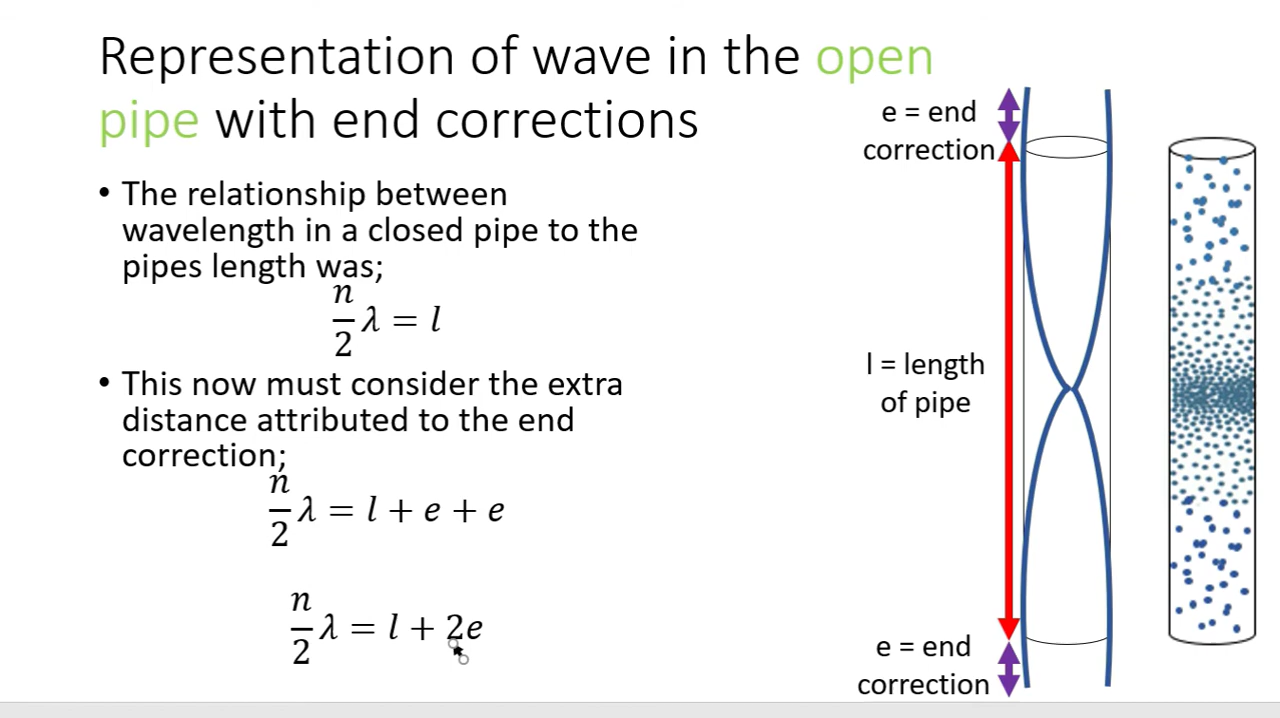 Representation of wave in the open
pipe with end corrections
• The relationship between
wavelength in a closed pipe to the
pipes length was;
n/2 λ = l
• This now must consider the extra
distance attributed to the end
correction;
n/2 λ = l + e + e
n/2 λ = l + 2e
e = end
correction
l = length
of pipe
e = end
correction